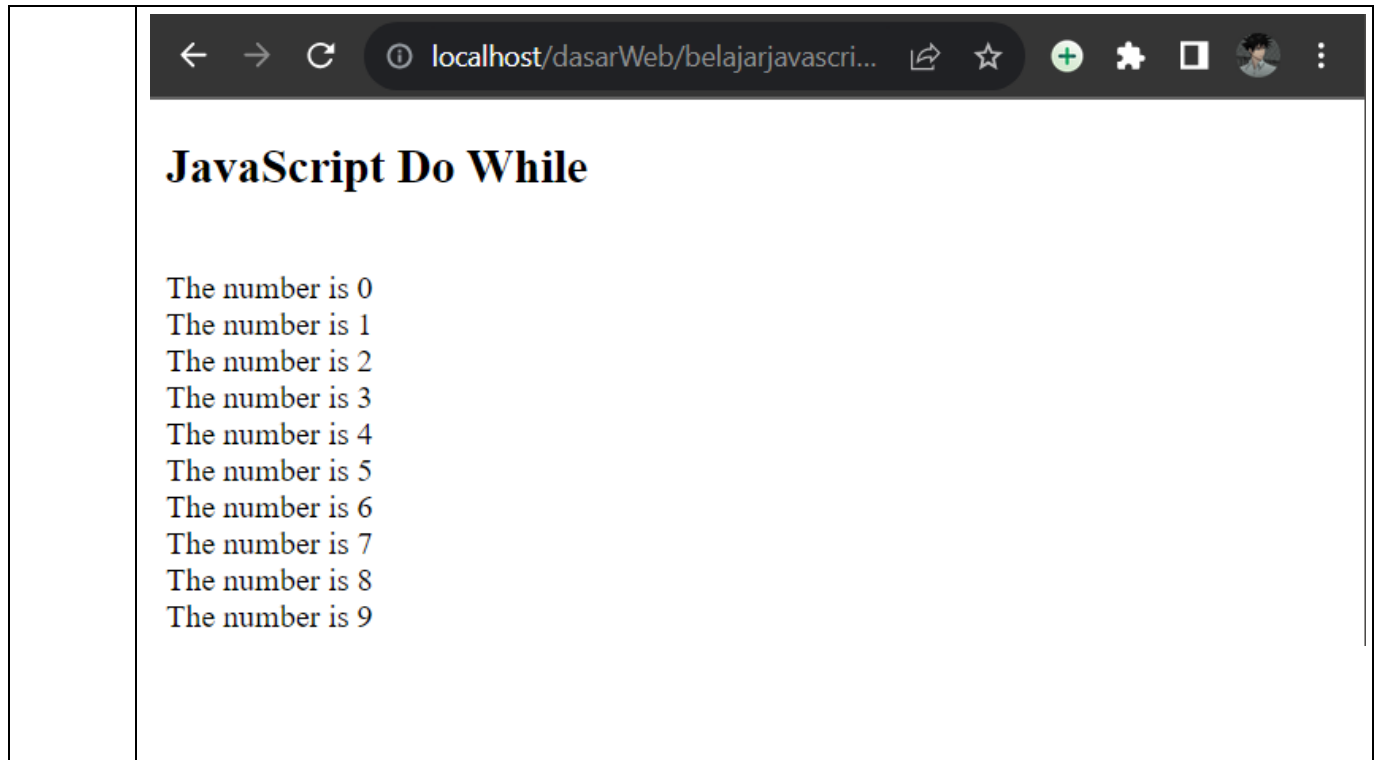 localhost/dasarWeb/belajarjavascri...
JavaScript Do While
The number is 0
The number is 1
The number is 2
The number is 3
The number is 4
The number is 5
The number is 6
The number is 7
The number is 8
The number is 9